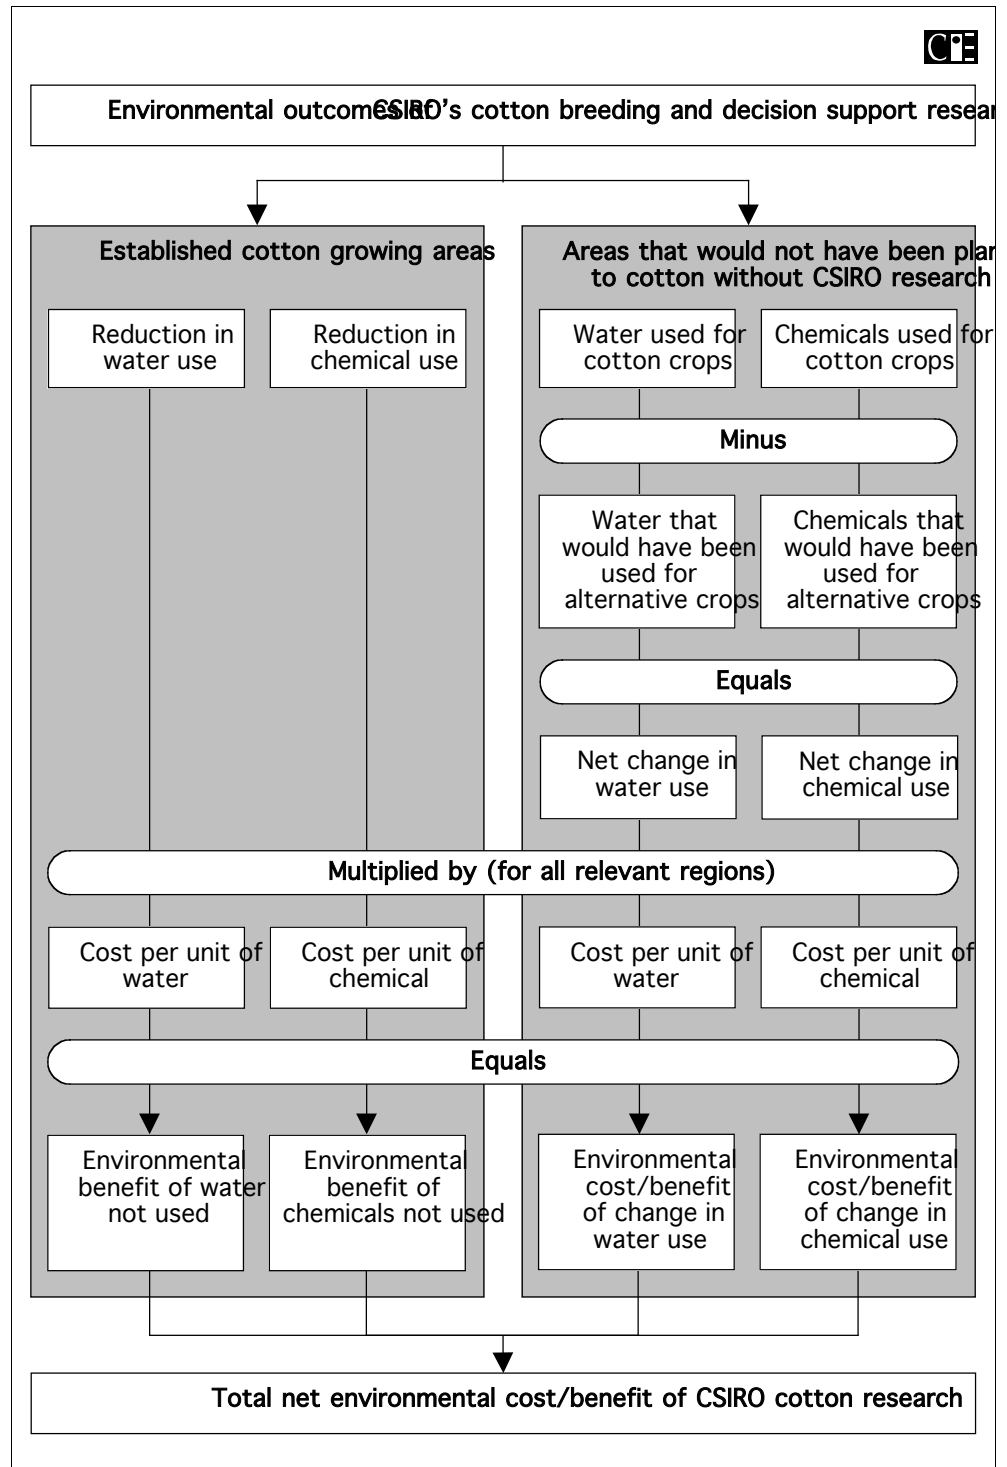 CIE
Environmental outcomes of CSIRO's cotton breeding and decision support
Established cotton growing areas
Reduction in
water use
Reduction in
chemical use
Areas that would not have been
to cotton without CSIRO research
Water used for
cotton crops
Chemicals used for
cotton crops
Minus
Water that
would have been
used for
alternative crops
Chemicals that
would have been
used for
alternative crops
Equals
Net change in
water use
Net change in
chemical use
Multiplied by (for all relevant regions)
Cost per unit of
water
Cost per unit of
chemical
Cost per unit of
water
Cost per unit of
chemical
Equals
Environmental
benefit of water
not used
Environmental
benefit of
chemicals not used
Environmental
cost/benefit
of change in
water use
Environmental
cost/benefit
of change in
chemical use
Total net environmental cost/benefit of CSIRO cotton research